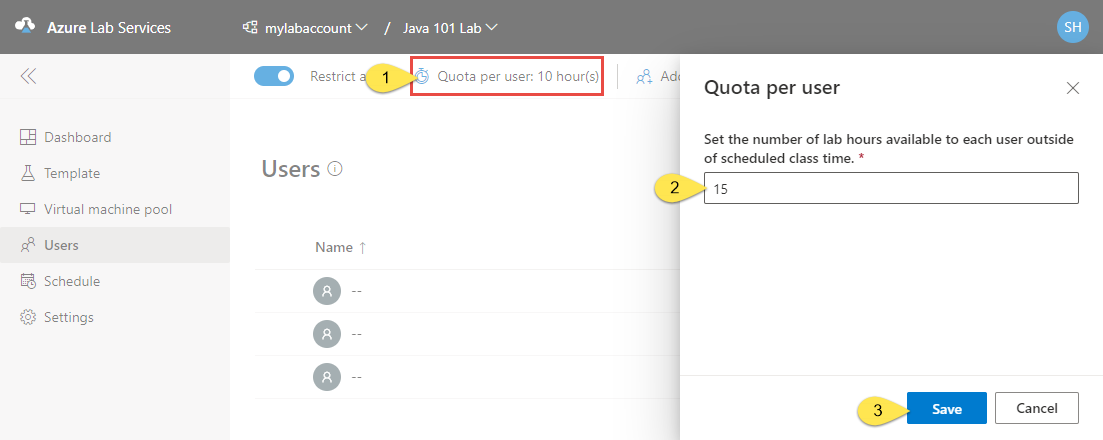 Azure Lab Services
mylabaccount / Java 101 Lab
SH
Restrict a
1
Quota per user: 10 hour(s)
Add
Dashboard
Template
Virtual machine pool
Users
Schedule
Settings
Users
Name ↑
--
--
--
Quota per user
Set the number of lab hours available to each user outside
of scheduled class time. *
2
15
3
Save
Cancel